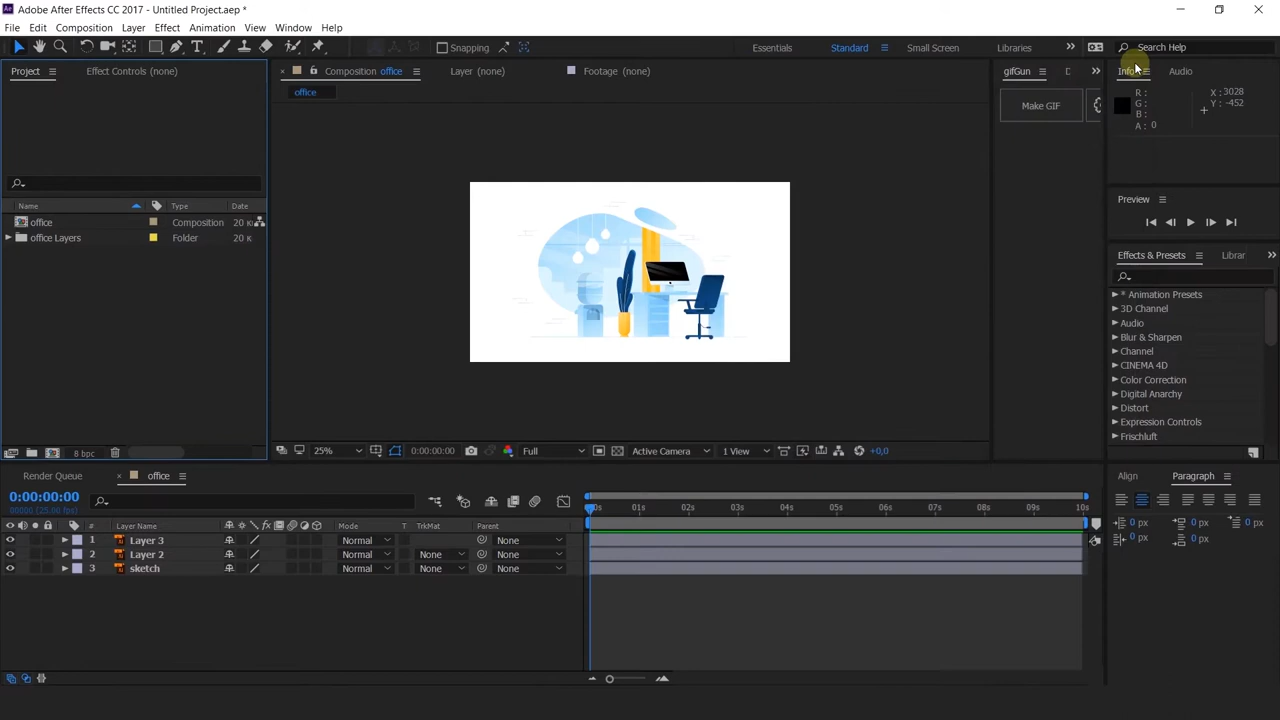 Adobe After Effects CC 2017 - Untitled Project.aep *
File Edit Composition Layer Effect Animation View Window Help
Snapping Essentials Standard Small Screen Libraries Search Help
Project Effect Controls (none) Composition office Layer (none) Footage (none) gifGun Info Audio
office
Make GIF
R :
G :
B :
A : 0
X : 3028
Y : -452
Name Type Date
office Composition 20 к
office Layers Folder 20 к
Preview
Effects & Presets Librar
* Animation Presets
3D Channel
Audio
Blur & Sharpen
Channel
CINEMA 4D
Color Correction
Digital Anarchy
Distort
Expression Controls
Frischluft
8 bpc 25% 0:00:00:00 Full Active Camera 1 View +0,0
Render Queue office Align Paragraph
0:00:00:00
00000 (25.00 fps)
01s 02s 03s 04s 05s 06s 07s 08s 09s 10s
# Layer Name Mode T TrkMat Parent
1 Layer 3 Normal None
2 Layer 2 Normal None None
3 sketch Normal None None
0 px 0 px 0 px
0 px 0 px